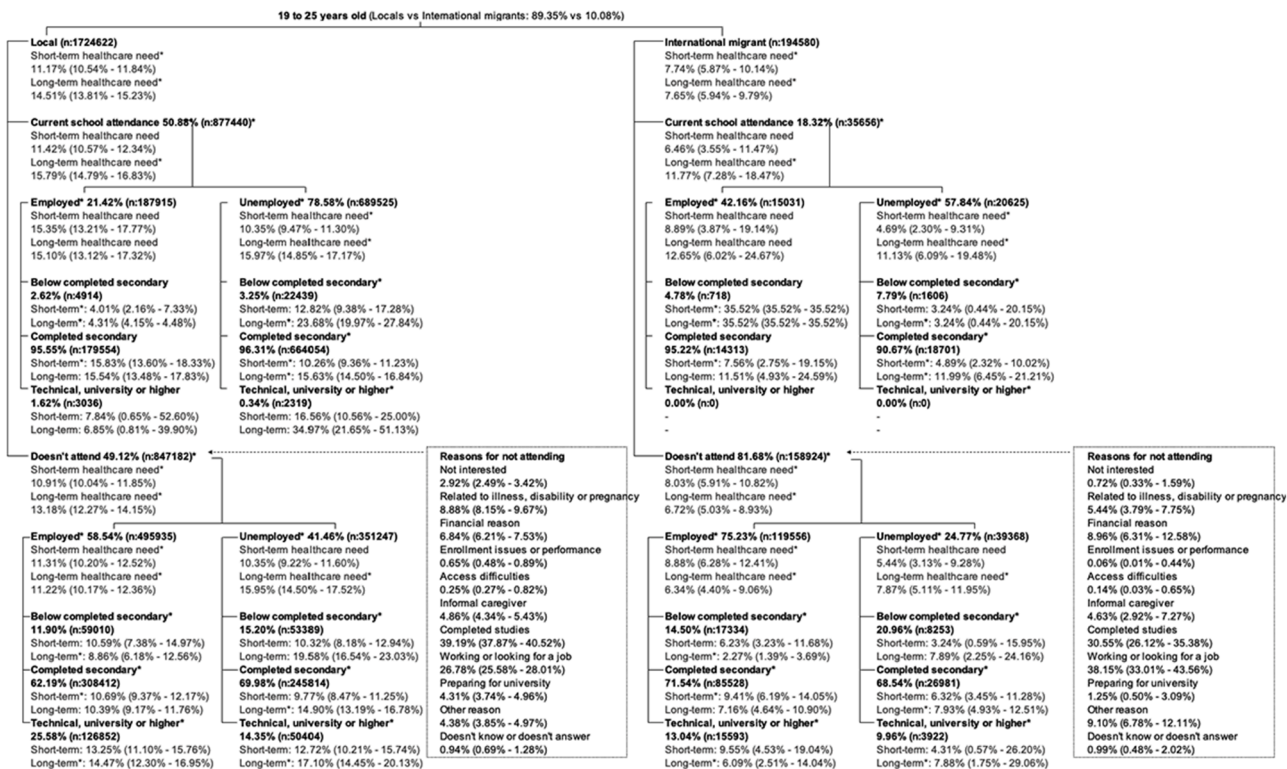 19 to 25 years old (Locals vs International migrants: 89.35% vs 10.08%)
Local (n:1724622)
Short-term healthcare need*
11.17% (10.54% - 11.84%)
Long-term healthcare need*
14.51% (13.81% - 15.23%)
Current school attendance 50.88% (n:877440)*
Short-term healthcare need
11.42% (10.57% - 12.34%)
Long-term healthcare need*
15.79% (14.79% - 16.83%)
Employed* 21.42% (n:187915)
Short-term healthcare need
15.35% (13.21% - 17.77%)
Long-term healthcare need
15.10% (13.12% - 17.32%)
Below completed secondary
2.62% (n:4914)
Short-term*: 4.01% (2.16% - 7.33%)
Long-term*: 4.31% (4.15% - 4.48%)
Completed secondary
95.55% (n:179554)
Short-term*: 15.83% (13.60% - 18.33%)
Long-term: 15.54% (13.48% - 17.83%)
Technical, university or higher
1.62% (n:3036)
Short-term: 7.84% (0.65% - 52.60%)
Long-term: 6.85% (0.81% - 39.90%)
Unemployed* 78.58% (n:689525)
Short-term healthcare need*
10.35% (9.47% - 11.30%)
Long-term healthcare need*
15.97% (14.85% - 17.17%)
Below completed secondary*
3.25% (n:22439)
Short-term*: 12.82% (9.38% - 17.28%)
Long-term*: 23.68% (19.97% - 27.84%)
Completed secondary*
96.31% (n:664054)
Short-term*: 10.26% (9.36% - 11.23%)
Long-term*: 15.63% (14.50% - 16.84%)
Technical, university or higher*
0.34% (n:2319)
Short-term: 16.56% (10.56% - 25.00%)
Long-term: 34.97% (21.65% - 51.13%)
Doesn't attend 49.12% (n:847182)*
Short-term healthcare need*
10.91% (10.04% - 11.85%)
Long-term healthcare need*
13.18% (12.27% - 14.15%)
Employed* 58.54% (n:495935)
Short-term healthcare need
11.31% (10.20% - 12.52%)
Long-term healthcare need*
11.22% (10.17% - 12.36%)
Below completed secondary*
11.90% (n:59010)
Short-term: 10.59% (7.38% - 14.97%)
Long-term*: 8.86% (6.18% - 12.56%)
Completed secondary*
62.19% (n:308412)
Short-term: 10.69% (9.37% - 12.17%)
Long-term: 10.39% (9.17% - 11.76%)
Technical, university or higher*
25.58% (n:126852)
Short-term: 13.25% (11.10% - 15.76%)
Long-term*: 14.47% (12.30% - 16.95%)
Unemployed* 41.46% (n:351247)
Short-term healthcare need
10.35% (9.22% - 11.60%)
Long-term healthcare need*
15.95% (14.50% - 17.52%)
Below completed secondary*
15.20% (n:53389)
Short-term: 10.32% (8.18% - 12.94%)
Long-term: 19.58% (16.54% - 23.03%)
Completed secondary*
69.98% (n:245814)
Short-term: 9.77% (8.47% - 11.25%)
Long-term*: 14.90% (13.19% - 16.78%)
Technical, university or higher*
14.35% (n:50404)
Short-term: 12.72% (10.21% - 15.74%)
Long-term: 17.10% (14.45% - 20.13%)
Reasons for not attending
Not interested
2.92% (2.49% - 3.42%)
Related to illness, disability or pregnancy
8.88% (8.15% - 9.67%)
Financial reason
6.84% (6.21% - 7.53%)
Enrollment issues or performance
0.65% (0.48% - 0.89%)
Access difficulties
0.25% (0.27% - 0.82%)
Informal caregiver
4.86% (4.34% - 5.43%)
Completed studies
39.19% (37.87% - 40.52%)
Working or looking for a job
26.78% (25.58% - 28.01%)
Preparing for university
4.31% (3.74% - 4.96%)
Other reason
4.38% (3.85% - 4.97%)
Doesn't know or doesn't answer
0.94% (0.69% - 1.28%)
International migrant (n:194580)
Short-term healthcare need*
7.74% (5.87% - 10.14%)
Long-term healthcare need*
7.65% (5.94% - 9.79%)
Current school attendance 18.32% (n:35656)*
Short-term healthcare need
6.46% (3.55% - 11.47%)
Long-term healthcare need*
11.77% (7.28% - 18.47%)
Employed* 42.16% (n:15031)
Short-term healthcare need
8.89% (3.87% - 19.14%)
Long-term healthcare need
12.65% (6.02% - 24.67%)
Below completed secondary
4.78% (n:718)
Short-term*: 35.52% (35.52% - 35.52%)
Long-term*: 35.52% (35.52% - 35.52%)
Completed secondary
95.22% (n:14313)
Short-term*: 7.56% (2.75% - 19.15%)
Long-term: 11.51% (4.93% - 24.59%)
Technical, university or higher
0.00% (n:0)
-
-
Unemployed* 57.84% (n:20625)
Short-term healthcare need*
4.69% (2.30% - 9.31%)
Long-term healthcare need*
11.13% (6.09% - 19.48%)
Below completed secondary*
7.79% (n:1606)
Short-term*: 3.24% (0.44% - 20.15%)
Long-term*: 3.24% (0.44% - 20.15%)
Completed secondary*
90.67% (n:18701)
Short-term*: 4.89% (2.32% - 10.02%)
Long-term*: 11.99% (6.45% - 21.21%)
Technical, university or higher*
0.00% (n:0)
-
-
Doesn't attend 81.68% (n:158924)*
Short-term healthcare need*
8.03% (5.91% - 10.82%)
Long-term healthcare need*
6.72% (5.03% - 8.93%)
Employed* 75.23% (n:119556)
Short-term healthcare need
8.88% (6.28% - 12.41%)
Long-term healthcare need*
6.34% (4.40% - 9.06%)
Below completed secondary*
14.50% (n:17334)
Short-term: 6.23% (3.23% - 11.68%)
Long-term*: 2.27% (1.39% - 3.69%)
Completed secondary*
71.54% (n:85528)
Short-term: 9.41% (6.19% - 14.05%)
Long-term: 7.16% (4.64% - 10.90%)
Technical, university or higher*
13.04% (n:15593)
Short-term: 9.55% (4.53% - 19.04%)
Long-term*: 6.09% (2.51% - 14.04%)
Unemployed* 24.77% (n:39368)
Short-term healthcare need
5.44% (3.13% - 9.28%)
Long-term healthcare need*
7.87% (5.11% - 11.95%)
Below completed secondary*
20.96% (n:8253)
Short-term: 3.24% (0.59% - 15.95%)
Long-term: 7.89% (2.25% - 24.16%)
Completed secondary*
68.54% (n:26981)
Short-term: 6.32% (3.45% - 11.28%)
Long-term*: 7.93% (4.93% - 12.51%)
Technical, university or higher*
9.96% (n:3922)
Short-term: 4.31% (0.57% - 26.20%)
Long-term: 7.88% (1.75% - 29.06%)
Reasons for not attending
Not interested
0.72% (0.33% - 1.59%)
Related to illness, disability or pregnancy
5.44% (3.79% - 7.75%)
Financial reason
8.96% (6.31% - 12.58%)
Enrollment issues or performance
0.06% (0.01% - 0.44%)
Access difficulties
0.14% (0.03% - 0.65%)
Informal caregiver
4.63% (2.92% - 7.27%)
Completed studies
30.55% (26.12% - 35.38%)
Working or looking for a job
38.15% (33.01% - 43.56%)
Preparing for university
1.25% (0.50% - 3.09%)
Other reason
9.10% (6.78% - 12.11%)
Doesn't know or doesn't answer
0.99% (0.48% - 2.02%)